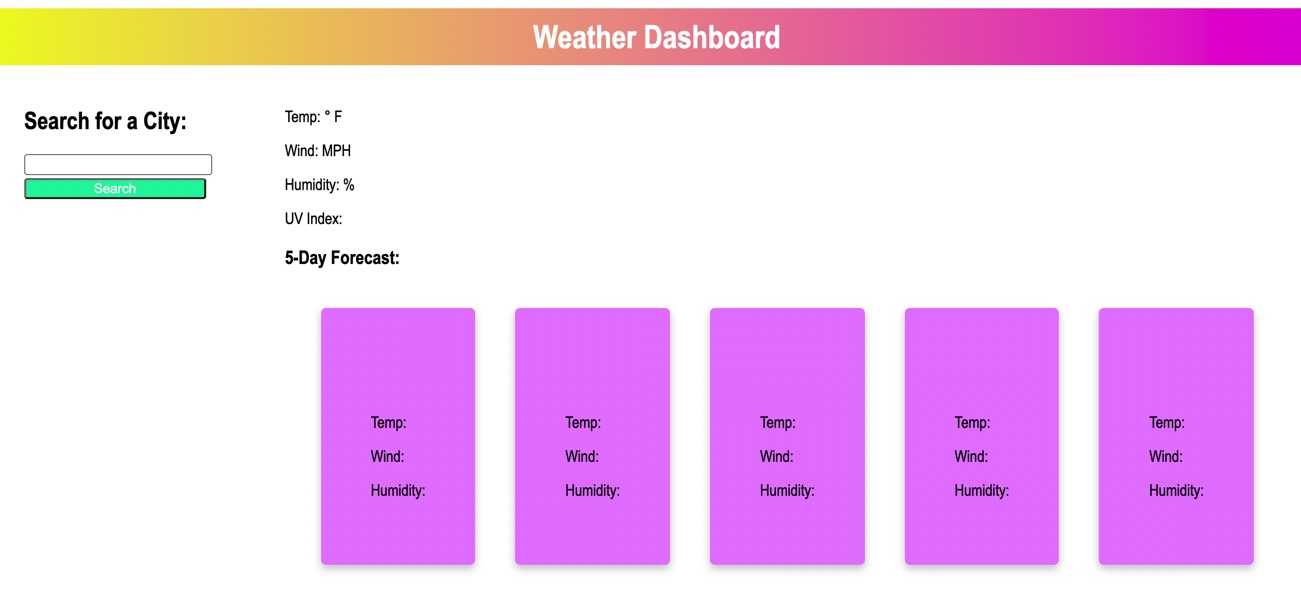 Weather Dashboard
Search for a City:
Search
Temp: ° F
Wind: MPH
Humidity: %
UV Index:
5-Day Forecast:
Temp:
Wind:
Humidity:
Temp:
Wind:
Humidity:
Temp:
Wind:
Humidity:
Temp:
Wind:
Humidity:
Temp:
Wind:
Humidity: